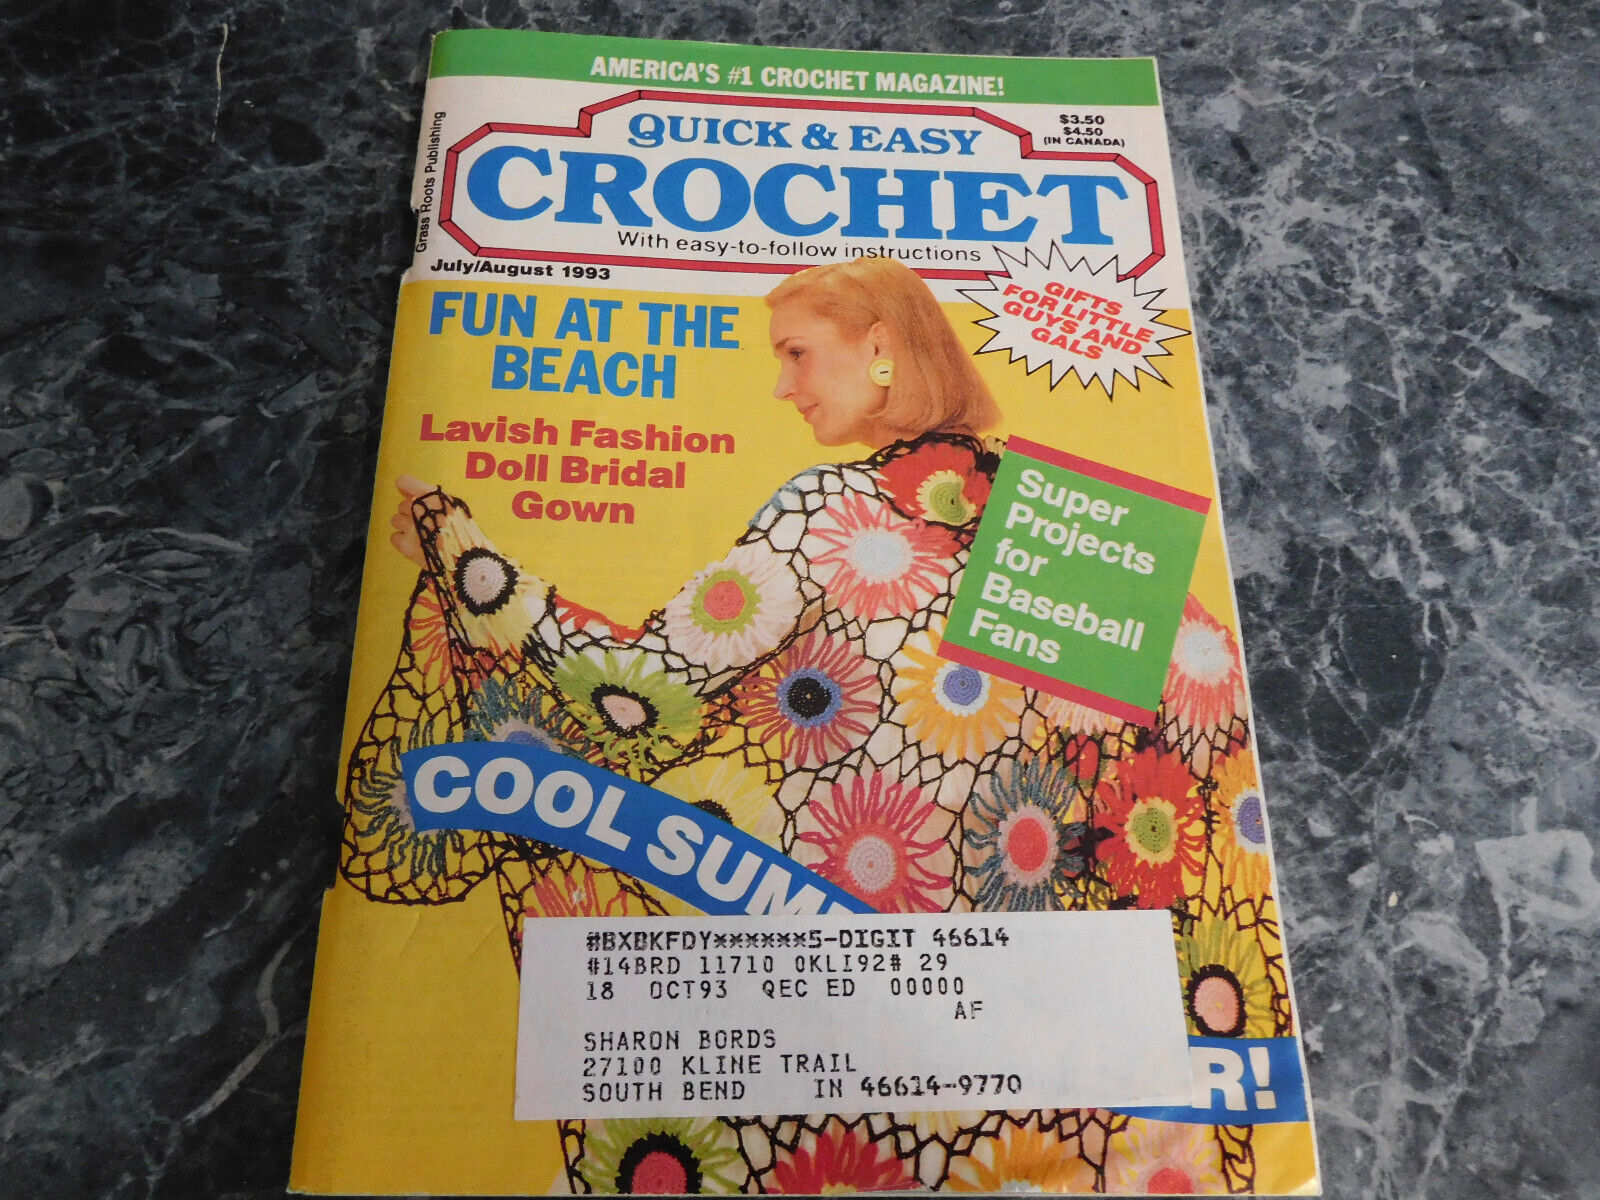 AMERICA'S #1 CROCHET MAGAZINE!
QUICK & EASY
CROCHET
With easy-to-follow instructions
$3.50
$4.50
(IN CANADA)
Grass Roots Publishing
July/August 1993
FUN AT THE
BEACH
Lavish Fashion
Doll Bridal
Gown
GIFTS
FOR LITTLE
GUYS AND
GALS
Super
Projects
for
Baseball
Fans
COOL SUM
R!
#BXBKFDY******5-DIGIT 46614
#14BRD 11710 0KLI92# 29
18 OCT93 QEC ED 00000
AF
SHARON BORDS
27100 KLINE TRAIL
SOUTH BEND IN 46614-9770